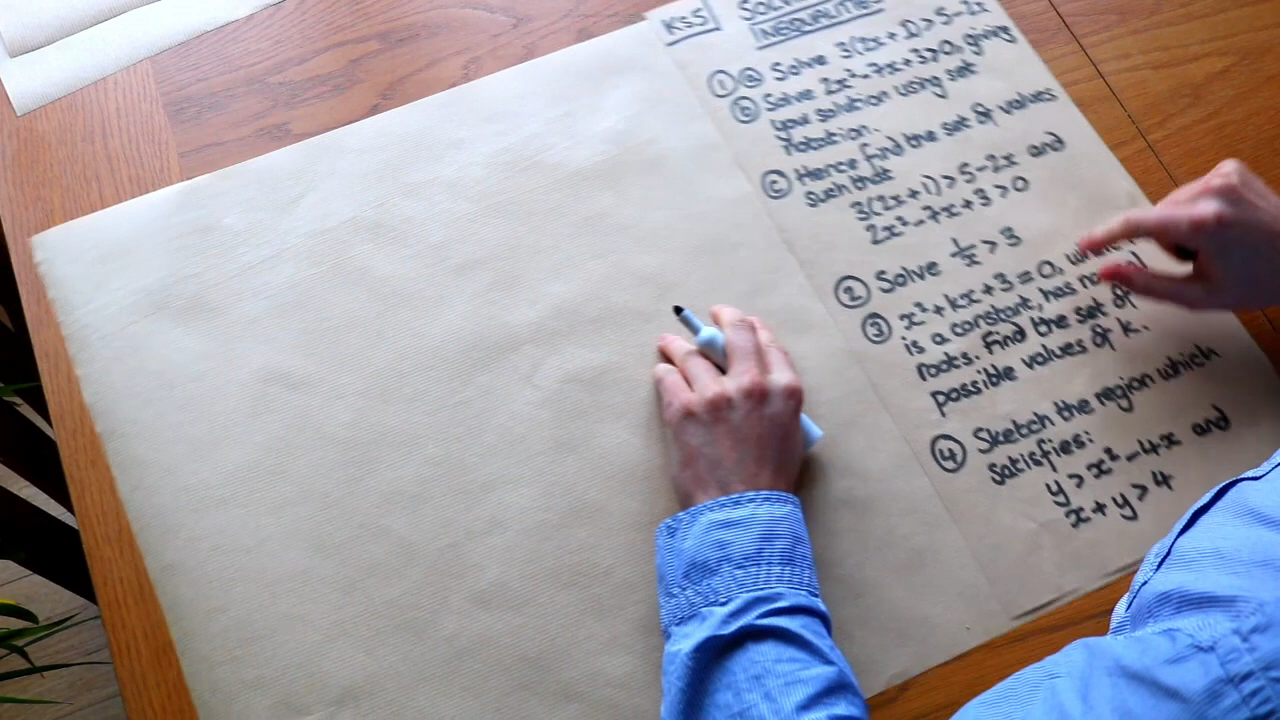 KS5
SOLVING
INEQUALITIES
① ⓐ Solve 3(2x+1)>5-2x
ⓑ Solve 2x²-7x+3>0, giving
your solution using set
notation.
ⓒ Hence find the set of values
such that
3(2x+1)>5-2x and
2x²-7x+3>0
② Solve 1/x > 3
③ x²+kx+3=0,
is a constant, has no
roots. Find the set of
possible values of k.
④ Sketch the region which
satisfies:
y>x²-4x and
x+y>4